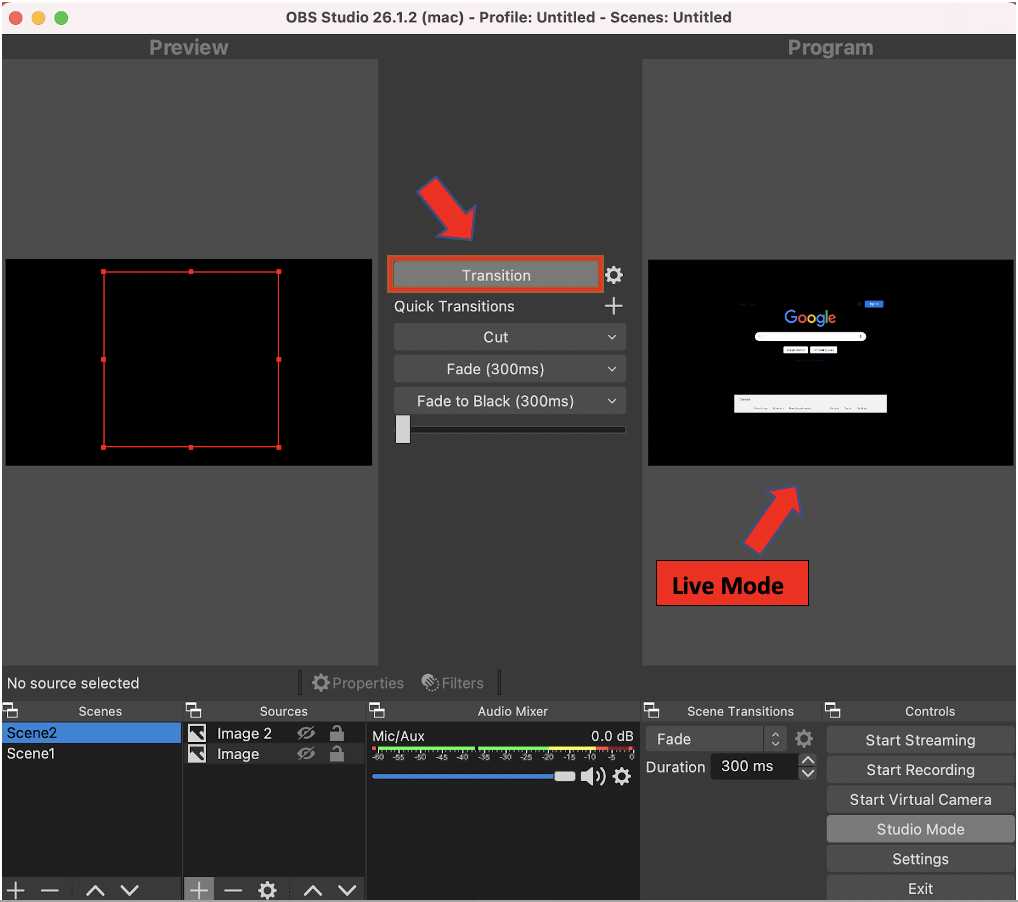 OBS Studio 26.1.2 (mac) - Profile: Untitled - Scenes: Untitled
Preview
Program
Transition
Quick Transitions
Cut
Fade (300ms)
Fade to Black (300ms)
Google
Live Mode
No source selected
Properties
Filters
Scenes
Sources
Audio Mixer
Scene Transitions
Controls
Scene2
Scene1
Image 2
Image
Mic/Aux 0.0 dB
-60 -55 -50 -45 -40 -35 -30 -25 -20 -15 -10 -5 0
Fade
Duration 300 ms
Start Streaming
Start Recording
Start Virtual Camera
Studio Mode
Settings
Exit